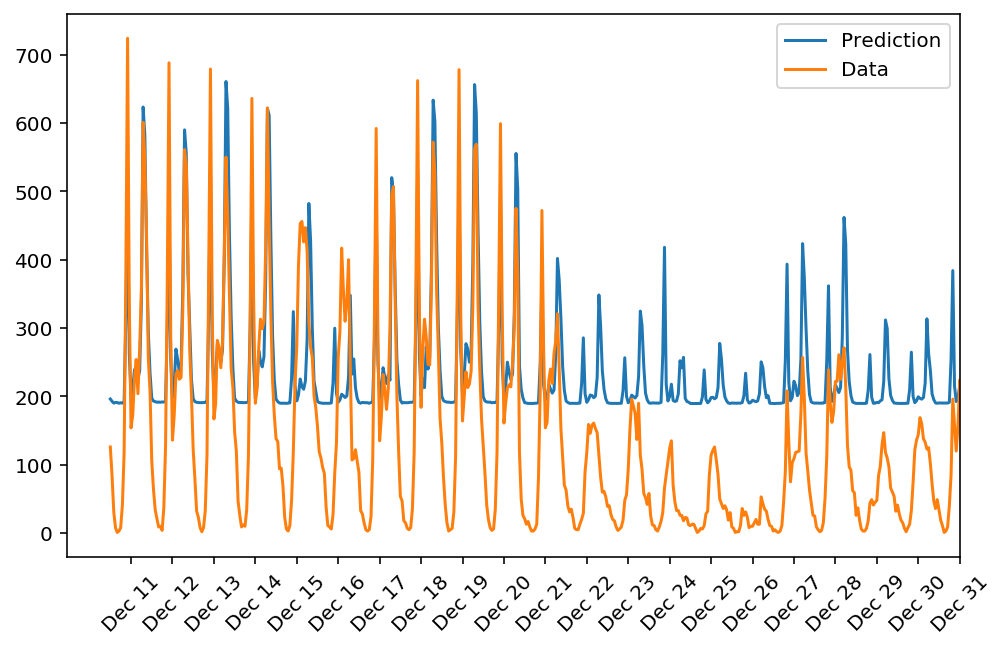 Prediction
Data
700
600
500
400
300
200
100
0
Dec 11
Dec 12
Dec 13
Dec 14
Dec 15
Dec 16
Dec 17
Dec 18
Dec 19
Dec 20
Dec 21
Dec 22
Dec 23
Dec 24
Dec 25
Dec 26
Dec 27
Dec 28
Dec 29
Dec 30
Dec 31